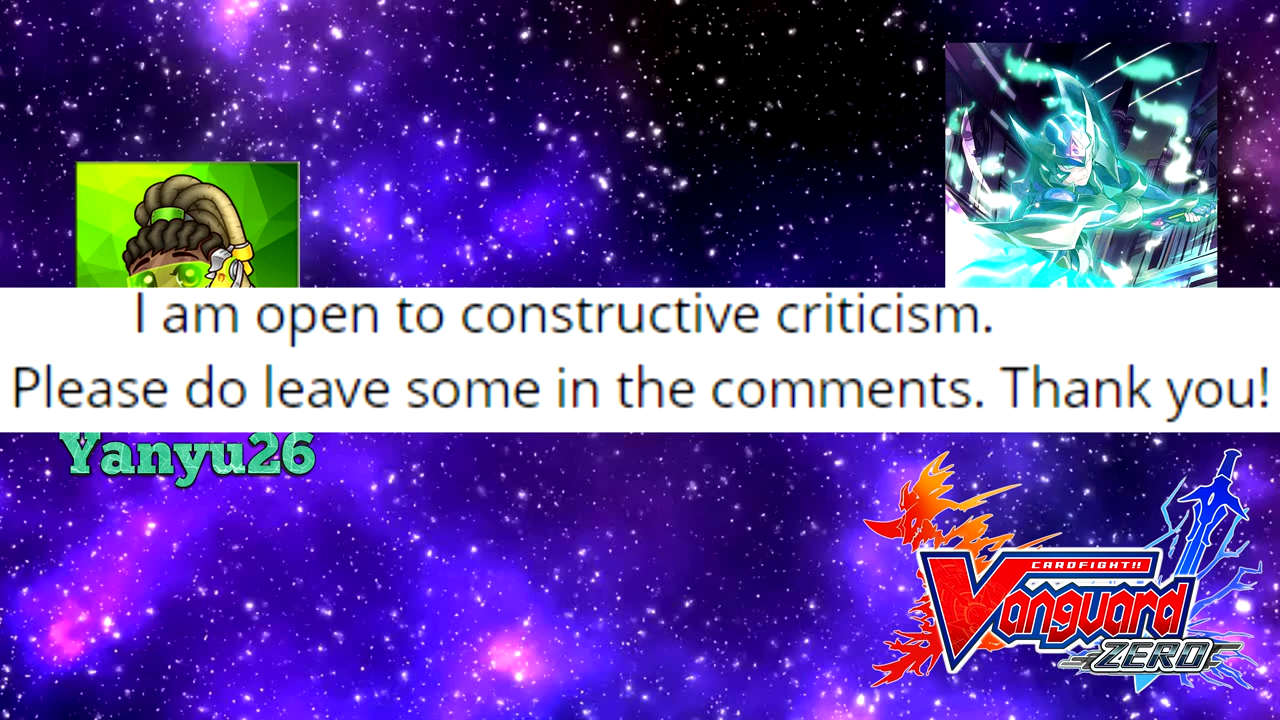 I am open to constructive criticism.
Please do leave some in the comments. Thank you!
Yanyu26
CARDFIGHT!!
Vanguard
ZERO